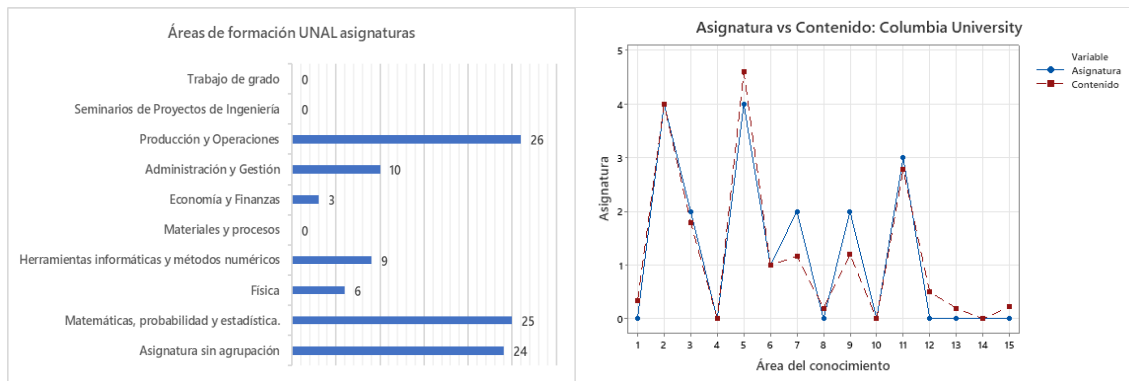 Áreas de formación UNAL asignaturas
Trabajo de grado 0
Seminarios de Proyectos de Ingeniería 0
Producción y Operaciones 26
Administración y Gestión 10
Economía y Finanzas 3
Materiales y procesos 0
Herramientas informáticas y métodos numéricos 9
Física 6
Matemáticas, probabilidad y estadística. 25
Asignatura sin agrupación 24
Asignatura vs Contenido: Columbia University
5
4
3
2
1
0
Asignatura
1 2 3 4 5 6 7 8 9 10 11 12 13 14 15
Área del conocimiento
Variable
Asignatura
Contenido